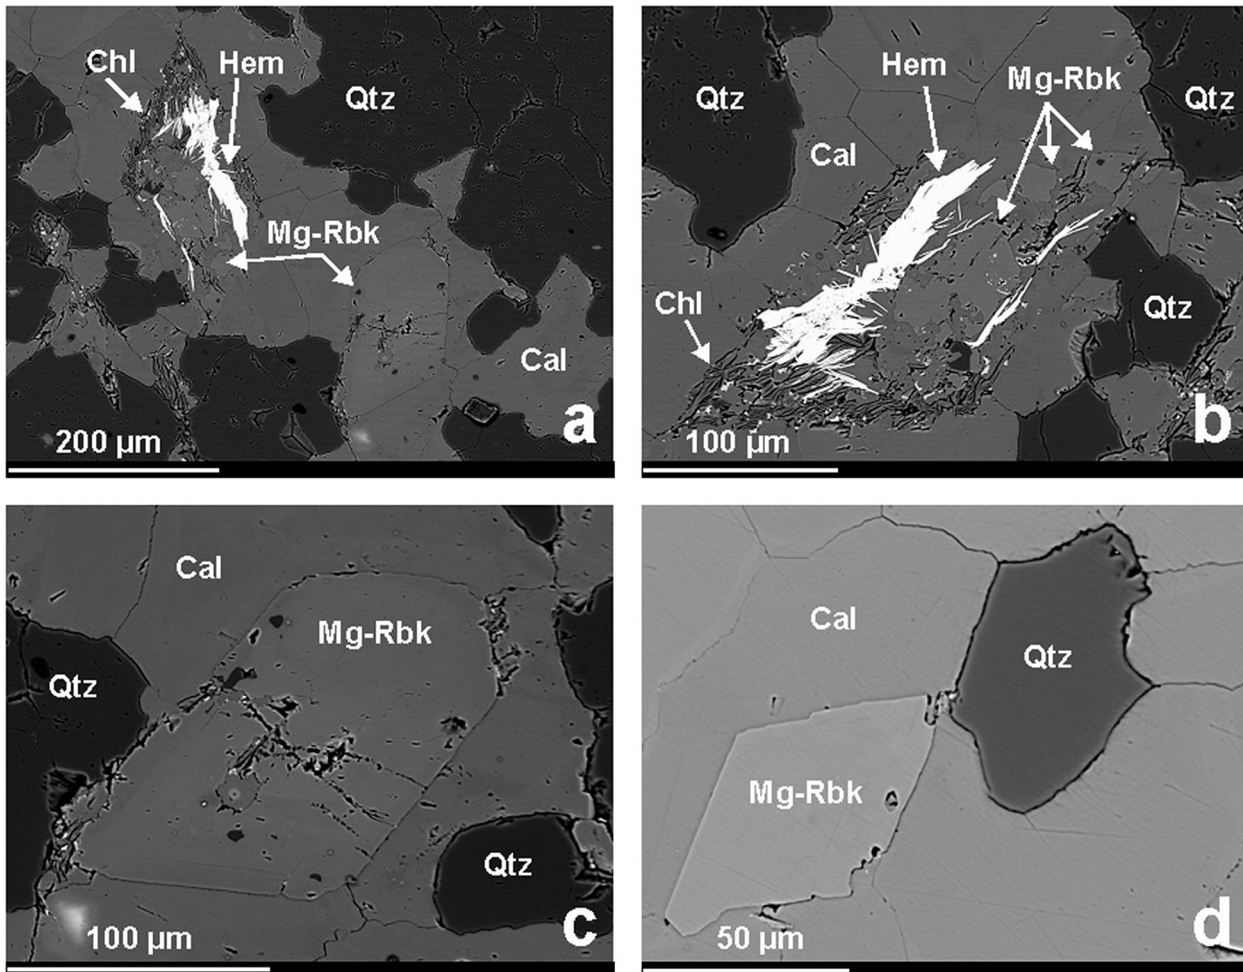 Chl
Hem
Qtz
Mg-Rbk
Cal
200 µm
a
Hem
Mg-Rbk
Qtz
Qtz
Cal
Chl
Qtz
100 µm
b
Cal
Mg-Rbk
Qtz
Qtz
100 µm
c
Cal
Qtz
Mg-Rbk
50 µm
d